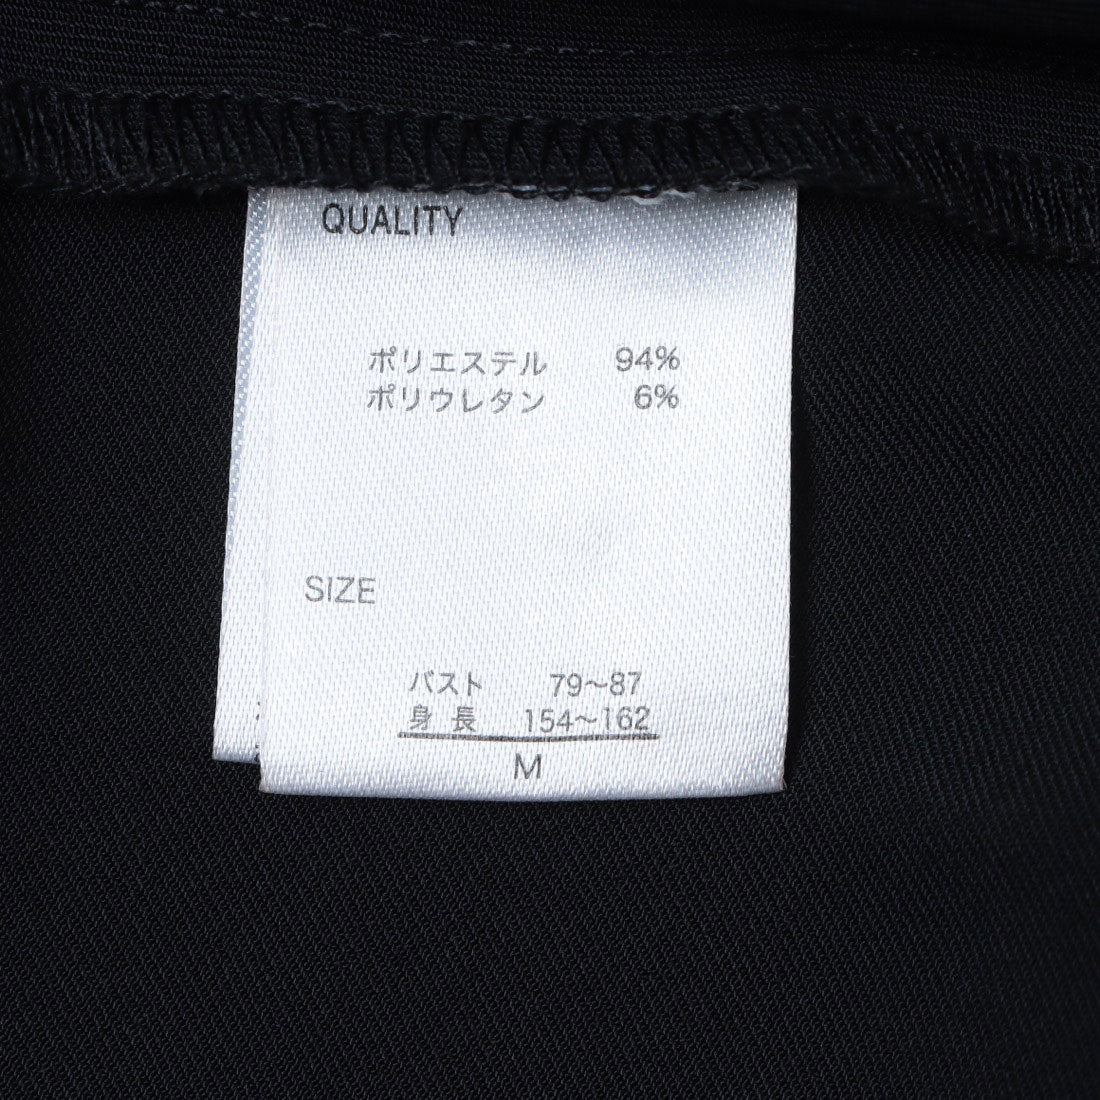 QUALITY
ポリエステル 94%
ポリウレタン 6%
SIZE
バスト 79~87
身長 154~162
M